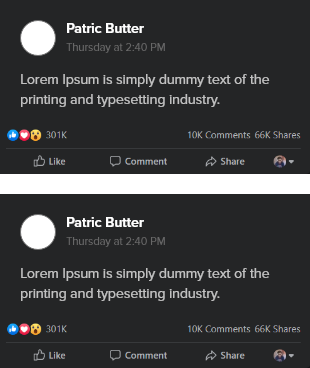 Patric Butter
Thursday at 2:40 PM
Lorem Ipsum is simply dummy text of the
printing and typesetting industry.
301K 10K Comments 66K Shares
Like Comment Share
Patric Butter
Thursday at 2:40 PM
Lorem Ipsum is simply dummy text of the
printing and typesetting industry.
301K 10K Comments 66K Shares
Like Comment Share